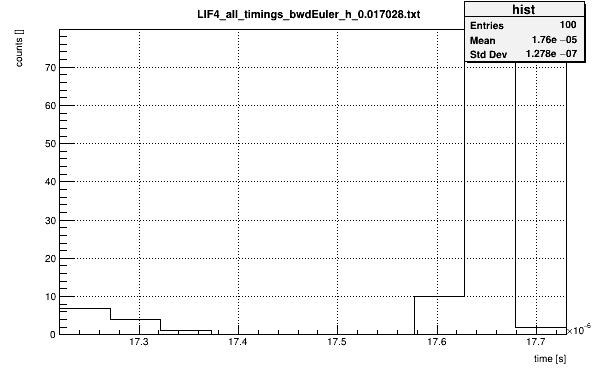 LIF4_all_timings_bwdEuler_h_0.017028.txt
hist
Entries 100
Mean 1.76e −05
Std Dev 1.278e −07
counts []
70
60
50
40
30
20
10
0
17.3 17.4 17.5 17.6 17.7
×10⁻⁶
time [s]